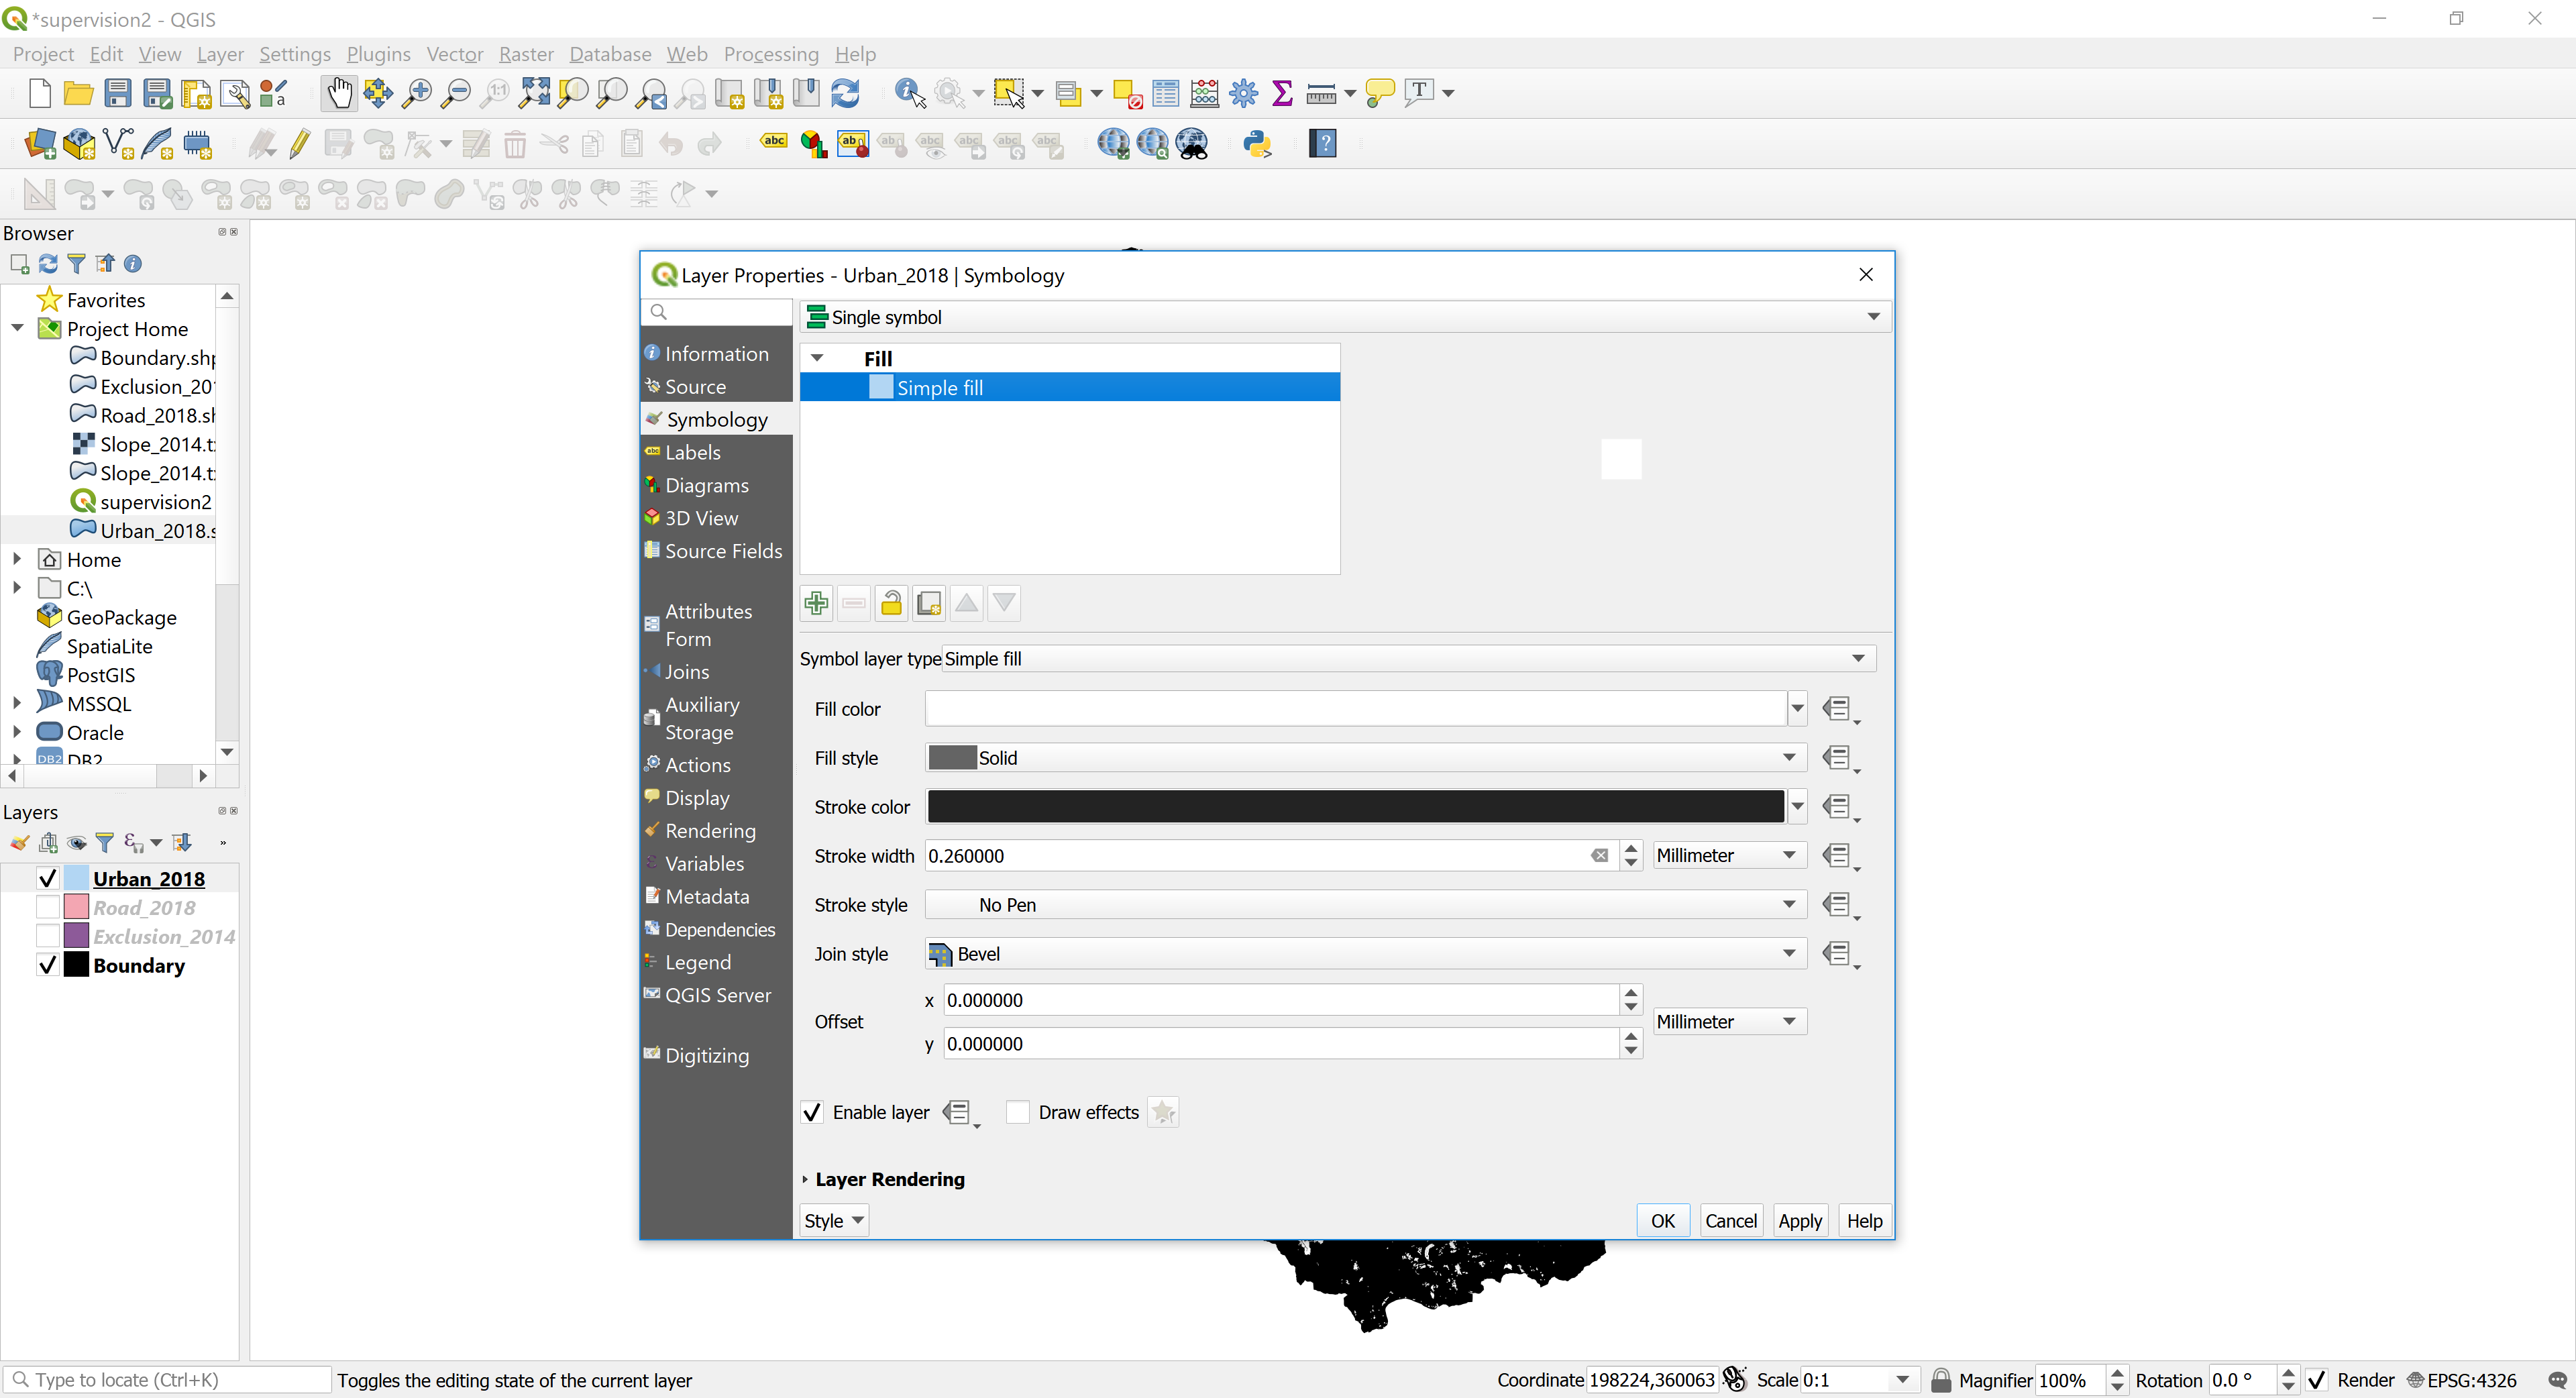 *supervision2 - QGIS
Project Edit View Layer Settings Plugins Vector Raster Database Web Processing Help
Browser
Favorites
Project Home
Boundary.shp
Exclusion_201
Road_2018.sh
Slope_2014.t
Slope_2014.t
supervision2
Urban_2018.s
Home
C:\
GeoPackage
SpatiaLite
PostGIS
MSSQL
Oracle
DB2
Layers
Urban_2018
Road_2018
Exclusion_2014
Boundary
Layer Properties - Urban_2018 | Symbology
Information
Source
Symbology
Labels
Diagrams
3D View
Source Fields
Attributes
Form
Joins
Auxiliary
Storage
Actions
Display
Rendering
Variables
Metadata
Dependencies
Legend
QGIS Server
Digitizing
Single symbol
Fill
Simple fill
Symbol layer type Simple fill
Fill color
Fill style Solid
Stroke color
Stroke width 0.260000 Millimeter
Stroke style No Pen
Join style Bevel
Offset
x 0.000000
y 0.000000
Millimeter
Enable layer Draw effects
Layer Rendering
Style OK Cancel Apply Help
Type to locate (Ctrl+K) Toggles the editing state of the current layer Coordinate 198224,360063 Scale 0:1 Magnifier 100% Rotation 0.0 ° Render EPSG:4326